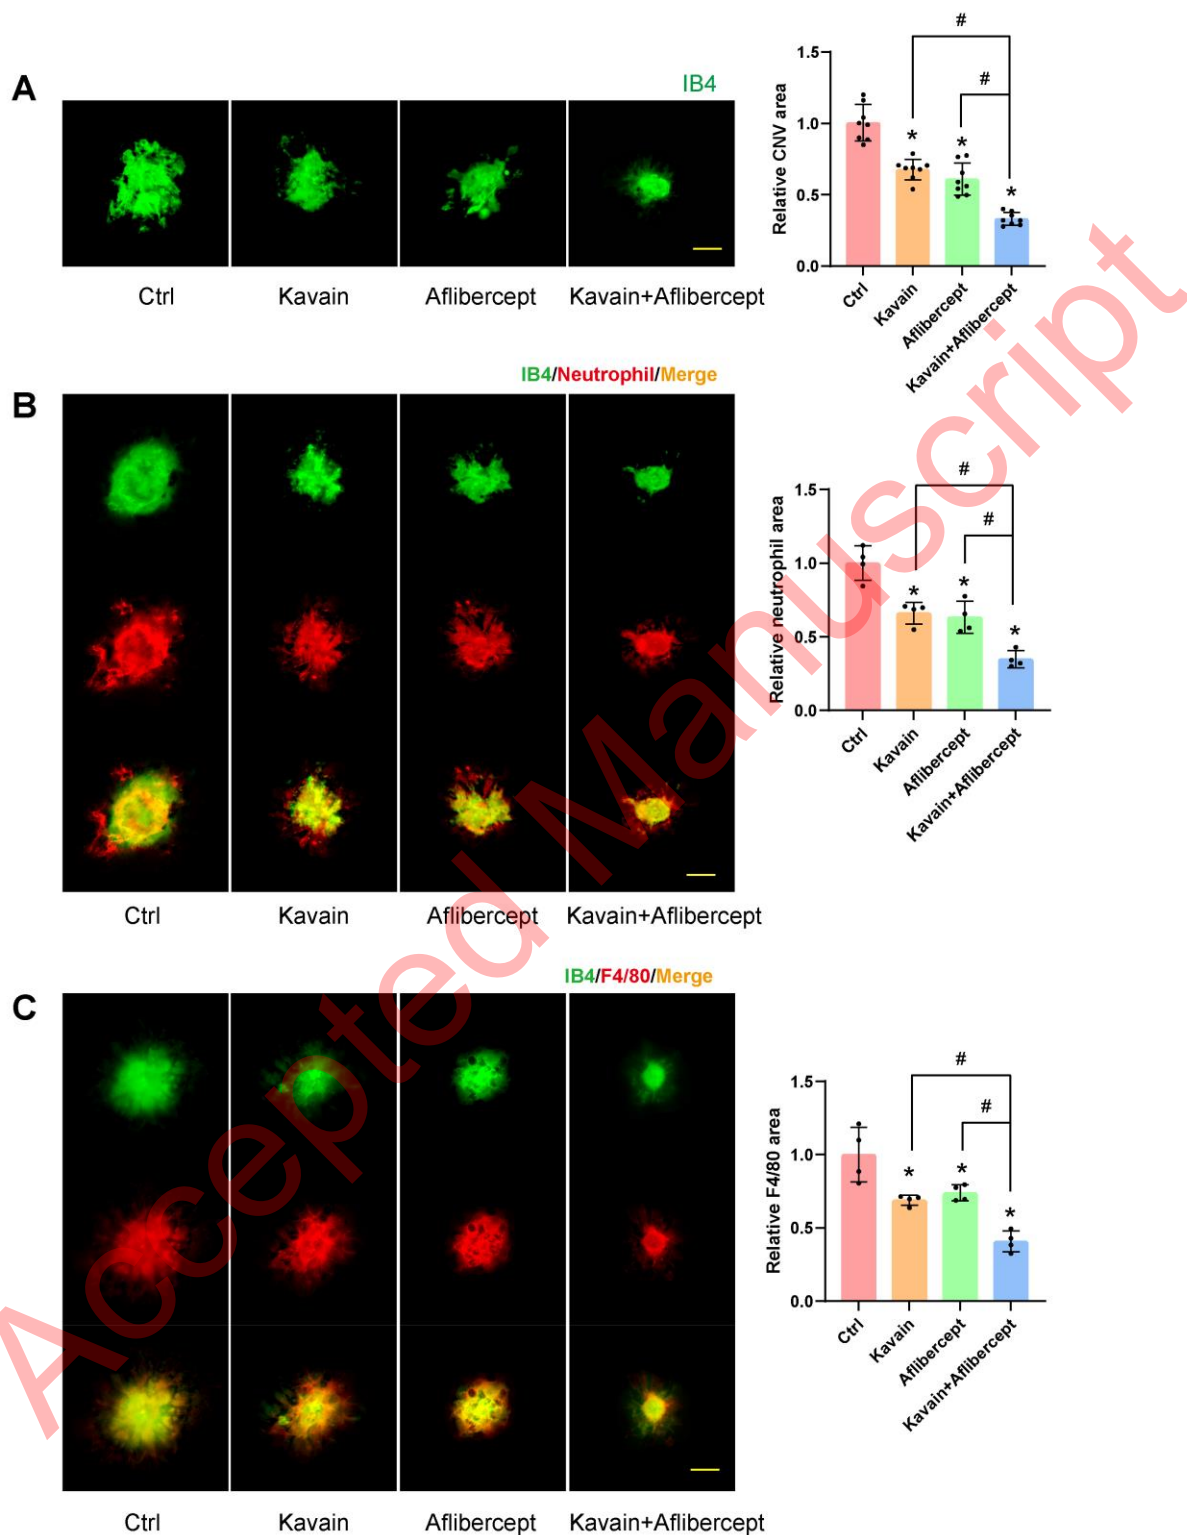 A
IB4
Ctrl
Kavain
Aflibercept
Kavain+Aflibercept
#
#
*
*
*
Relative CNV area
1.5
1.0
0.5
0.0
Ctrl
Kavain
Aflibercept
Kavain+Aflibercept
B
IB4/Neutrophil/Merge
Ctrl
Kavain
Aflibercept
Kavain+Aflibercept
#
#
*
*
*
Relative neutrophil area
1.5
1.0
0.5
0.0
Ctrl
Kavain
Aflibercept
Kavain+Aflibercept
C
IB4/F4/80/Merge
Ctrl
Kavain
Aflibercept
Kavain+Aflibercept
#
#
*
*
*
Relative F4/80 area
1.5
1.0
0.5
0.0
Ctrl
Kavain
Aflibercept
Kavain+Aflibercept
Accepted Manuscript